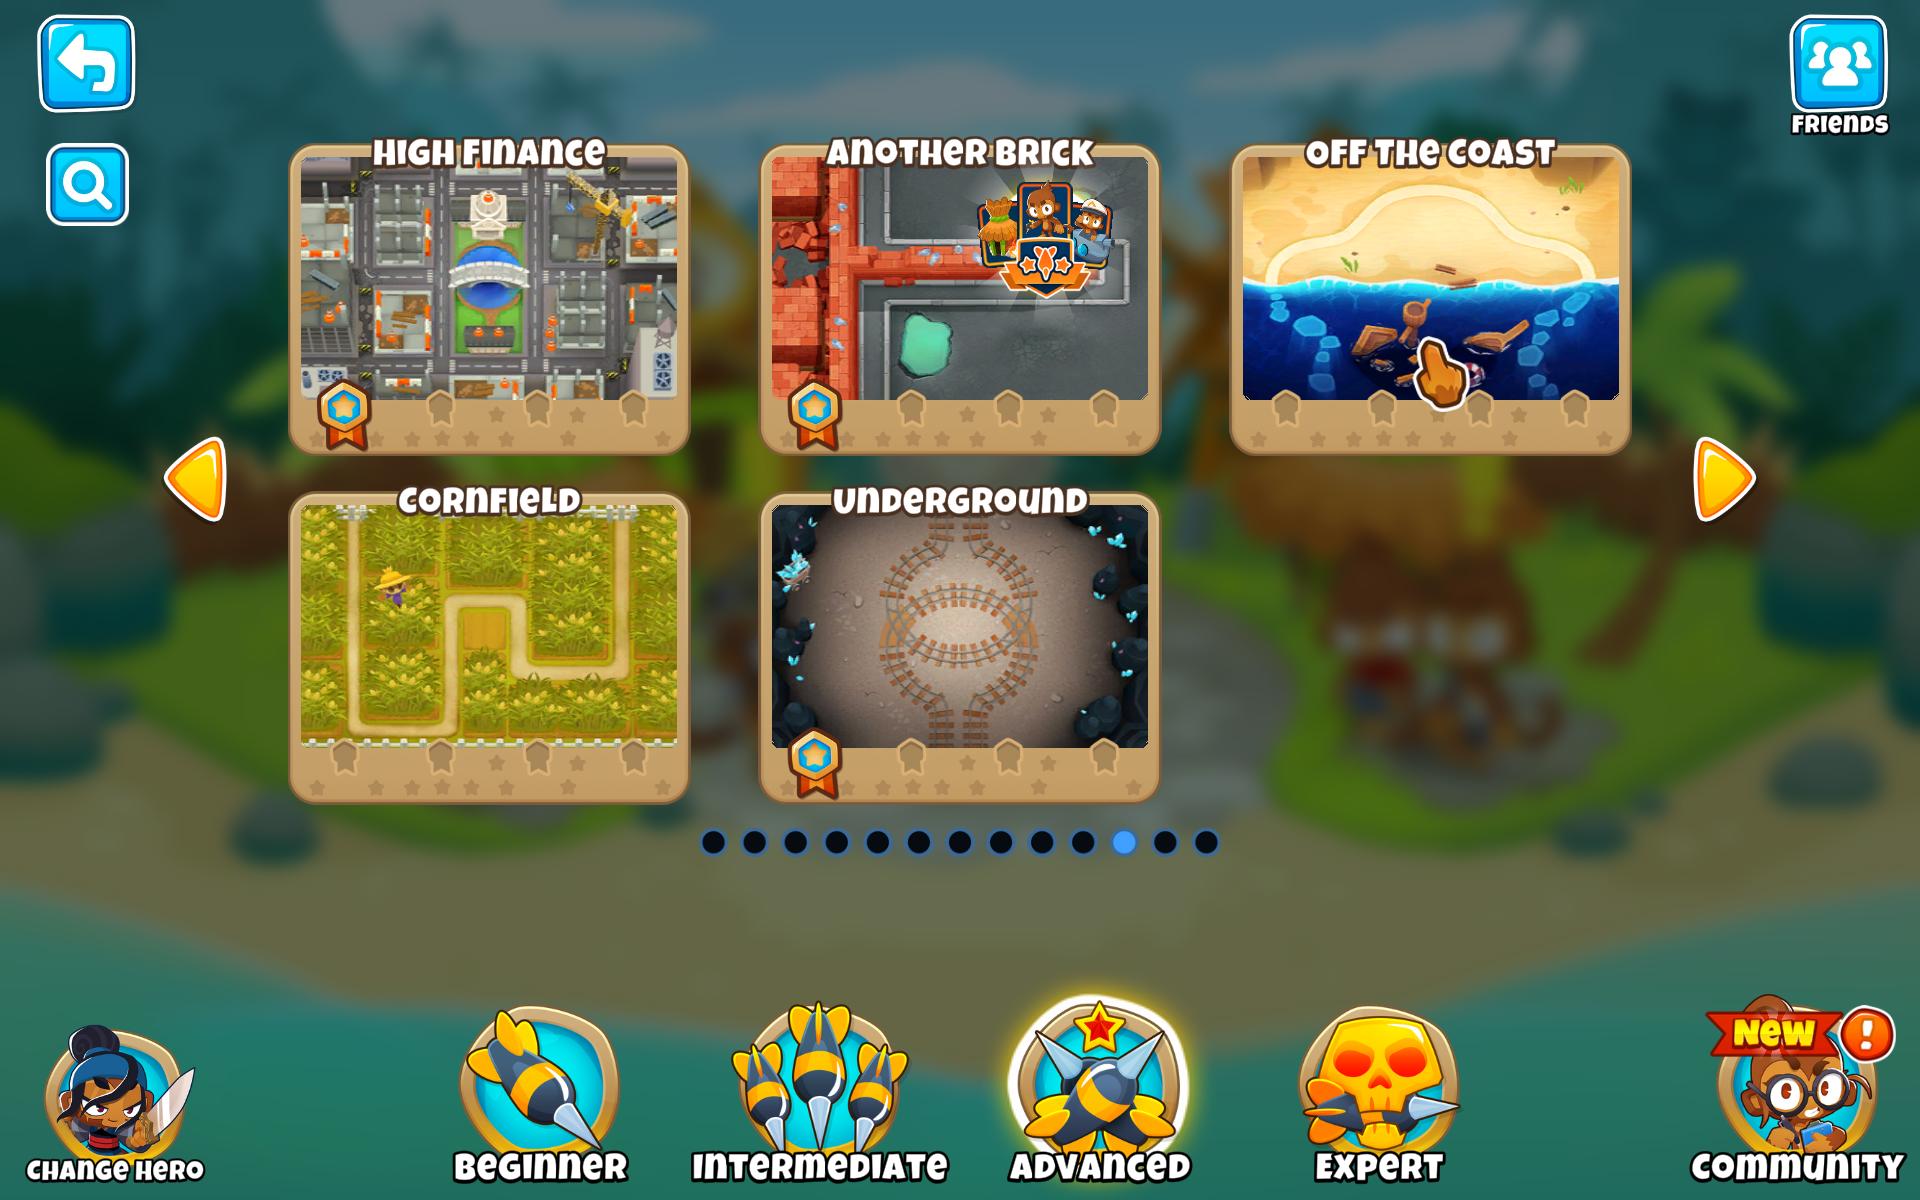 FRIENDS
HIGH FINANCE
ANOTHER BRICK
OFF THE COAST
CORNFIELD
UNDERGROUND
NEW
!
CHANGE HERO
BEGINNER
INTERMEDIATE
ADVANCED
EXPERT
COMMUNITY